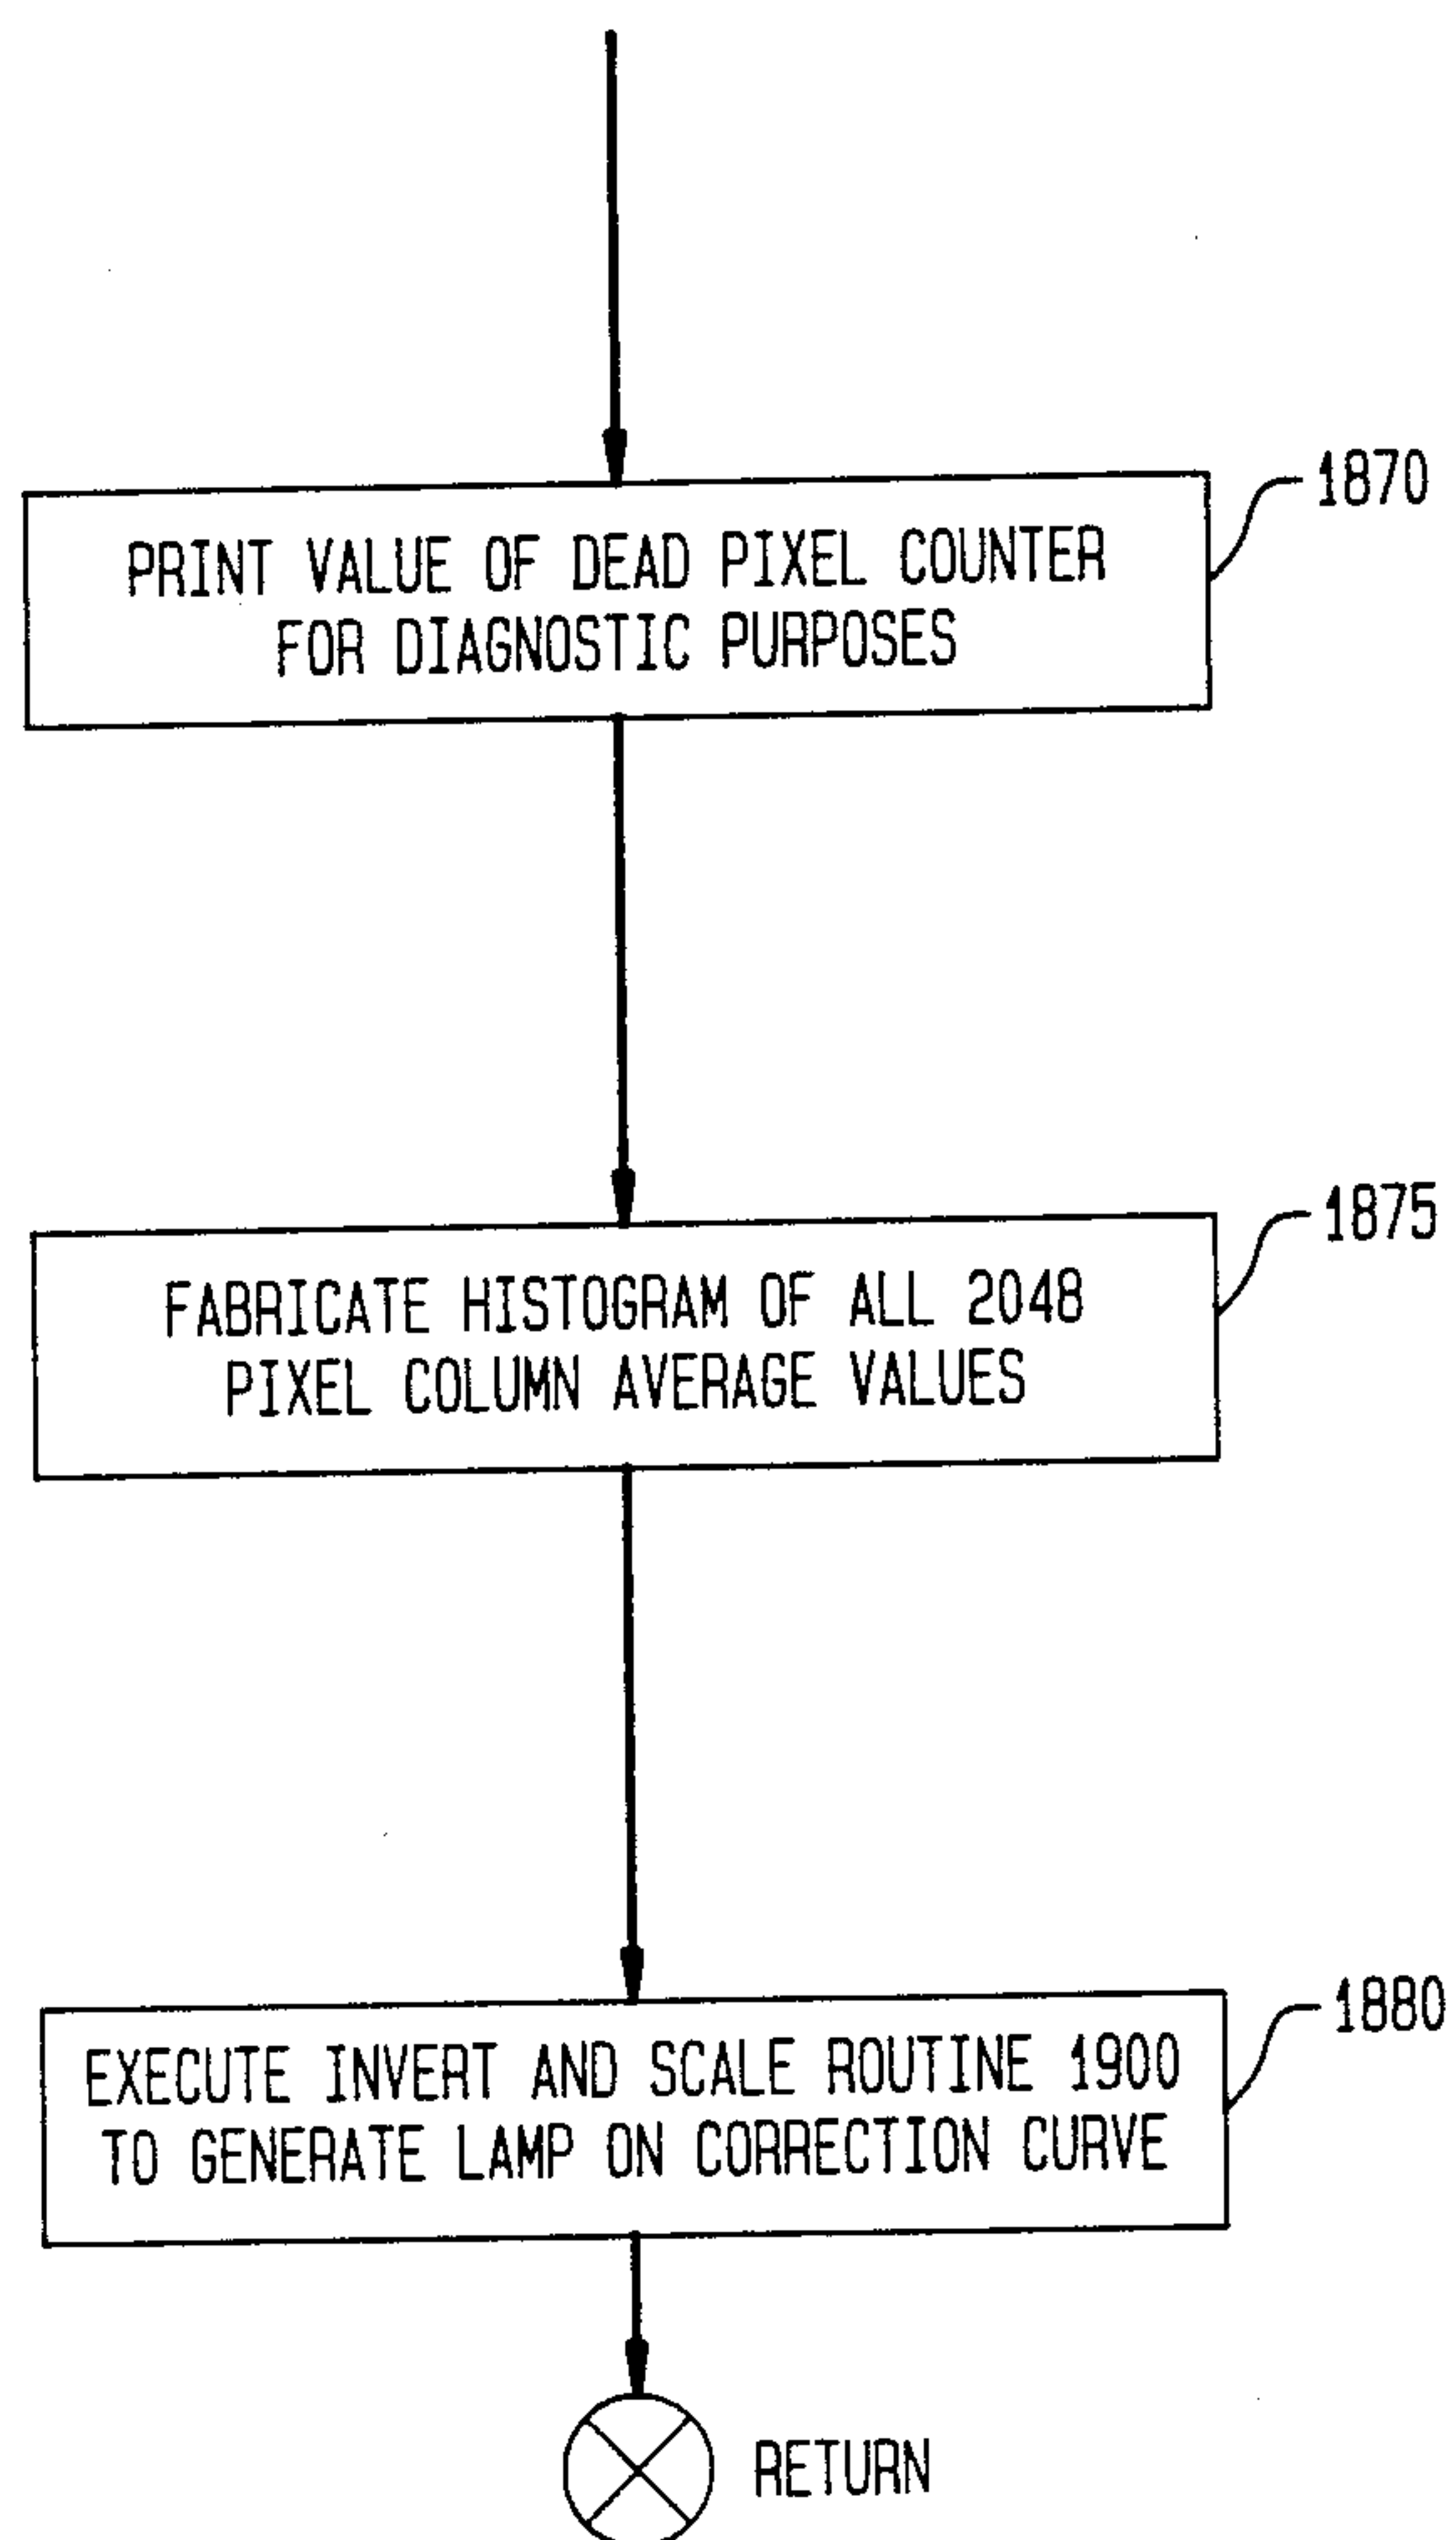 1870
PRINT VALUE OF DEAD PIXEL COUNTER
FOR DIAGNOSTIC PURPOSES
1875
FABRICATE HISTOGRAM OF ALL 2048
PIXEL COLUMN AVERAGE VALUES
1880
EXECUTE INVERT AND SCALE ROUTINE 1900
TO GENERATE LAMP ON CORRECTION CURVE
RETURN